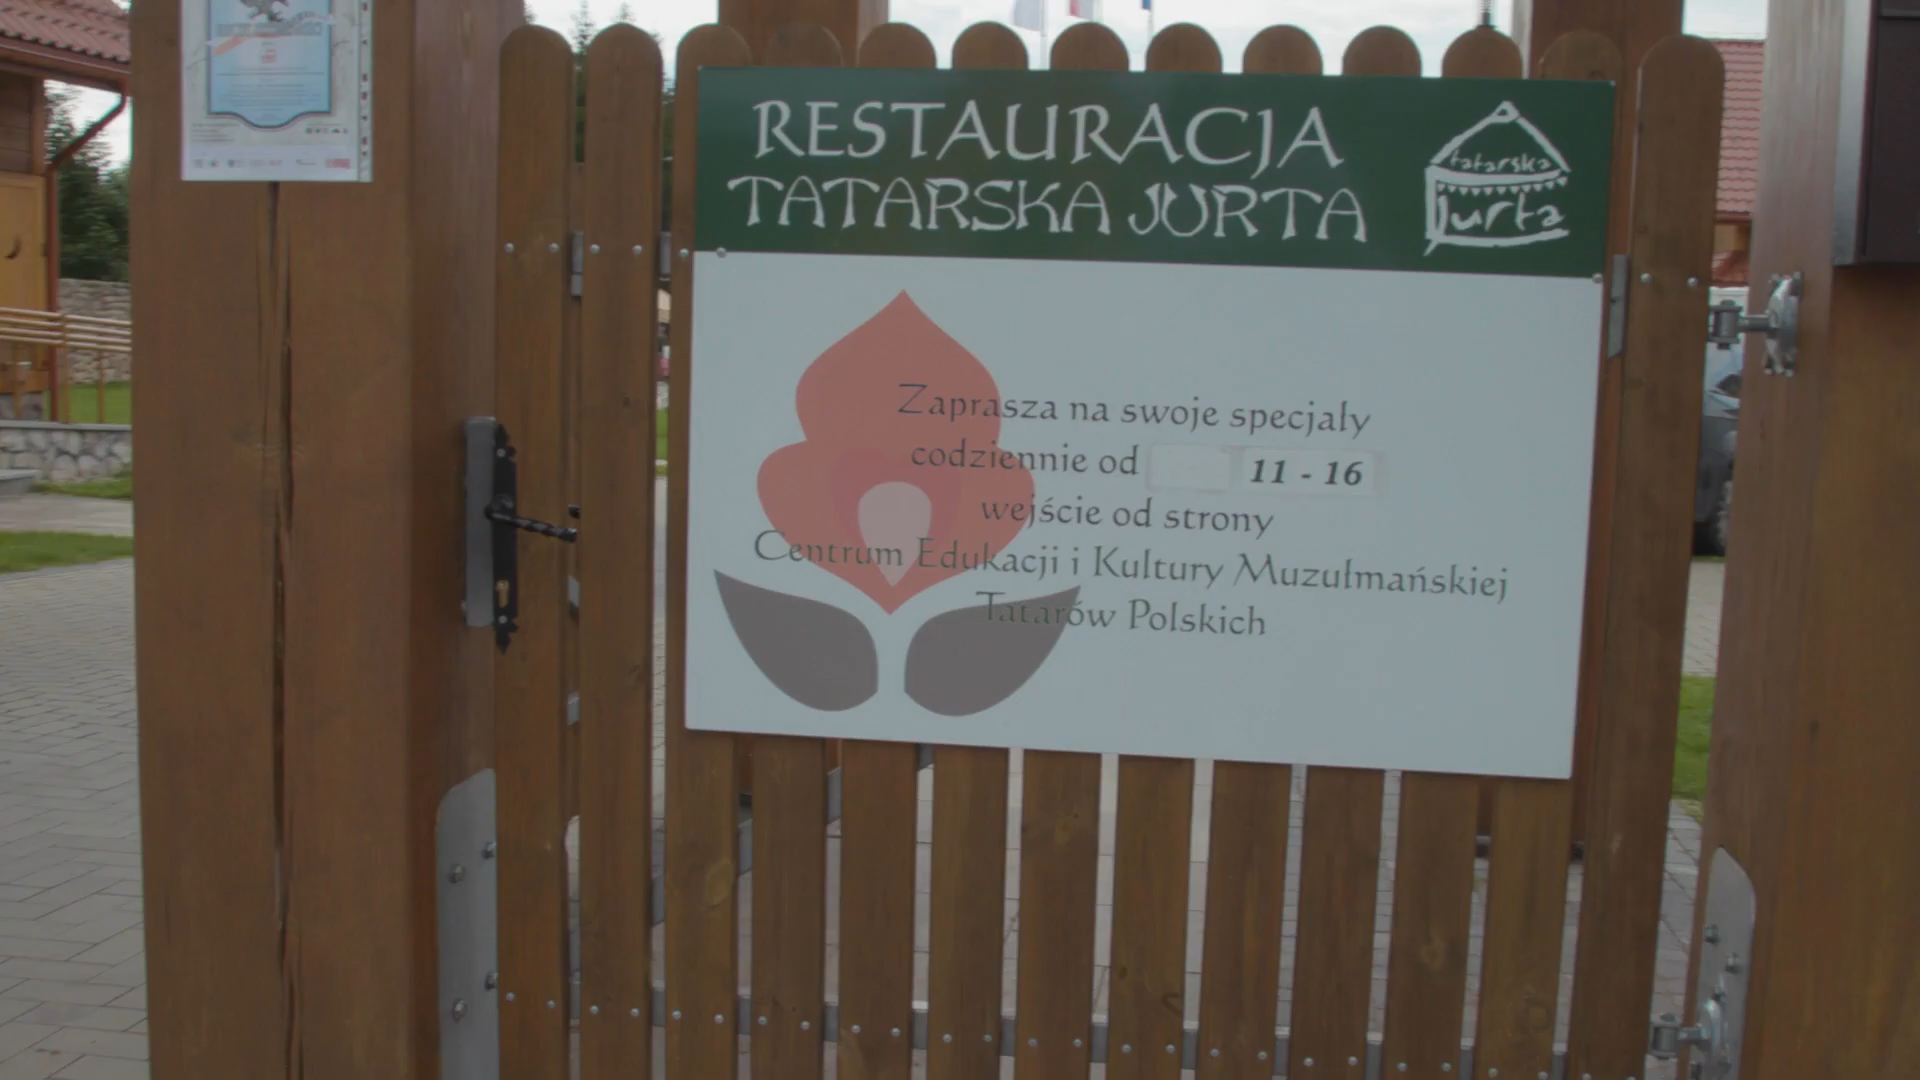 RESTAURACJA
TATARSKA JURTA
tatarska
Jurta
Zaprasza na swoje specjały
codziennie od 11 - 16
wejście od strony
Centrum Edukacji i Kultury Muzułmańskiej
Tatarów Polskich